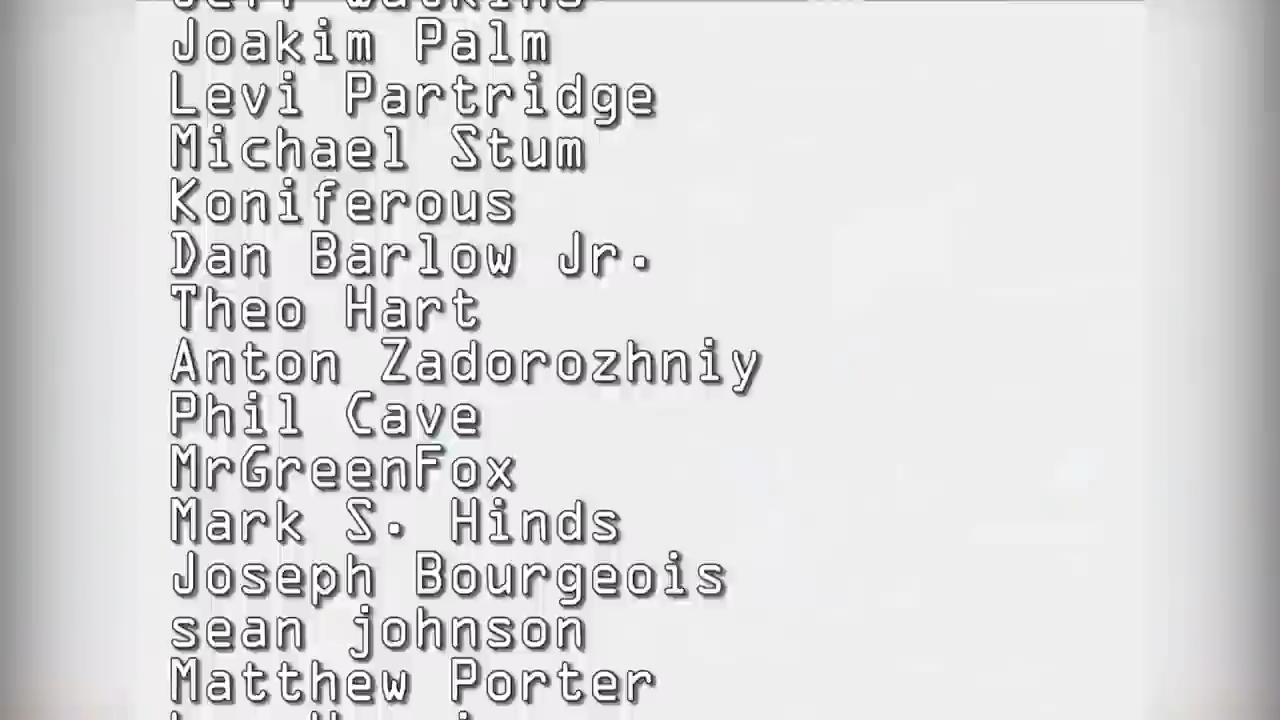 Joakim Palm
Levi Partridge
Michael Stum
Koniferous
Dan Barlow Jr.
Theo Hart
Anton Zadorozhniy
Phil Cave
MrGreenFox
Mark S. Hinds
Joseph Bourgeois
sean johnson
Matthew Porter